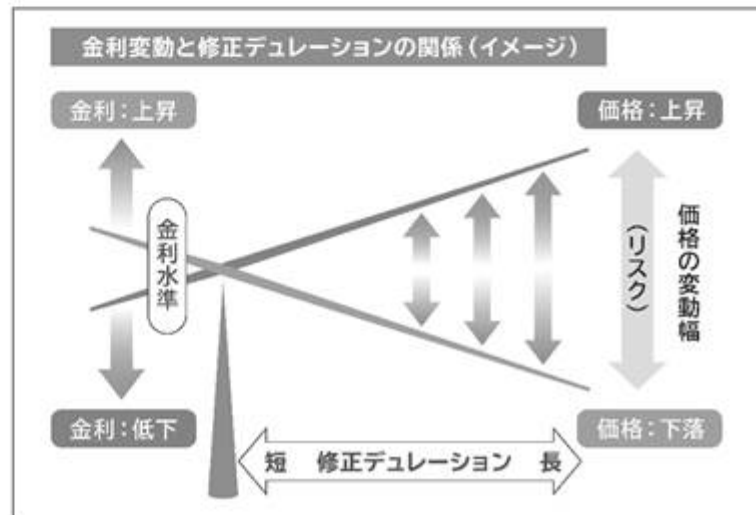 金利変動と修正デュレーションの関係(イメージ)
金利:上昇
価格:上昇
金利水準
価格の変動幅
(リスク)
金利:低下
価格:下落
短 修正デュレーション 長